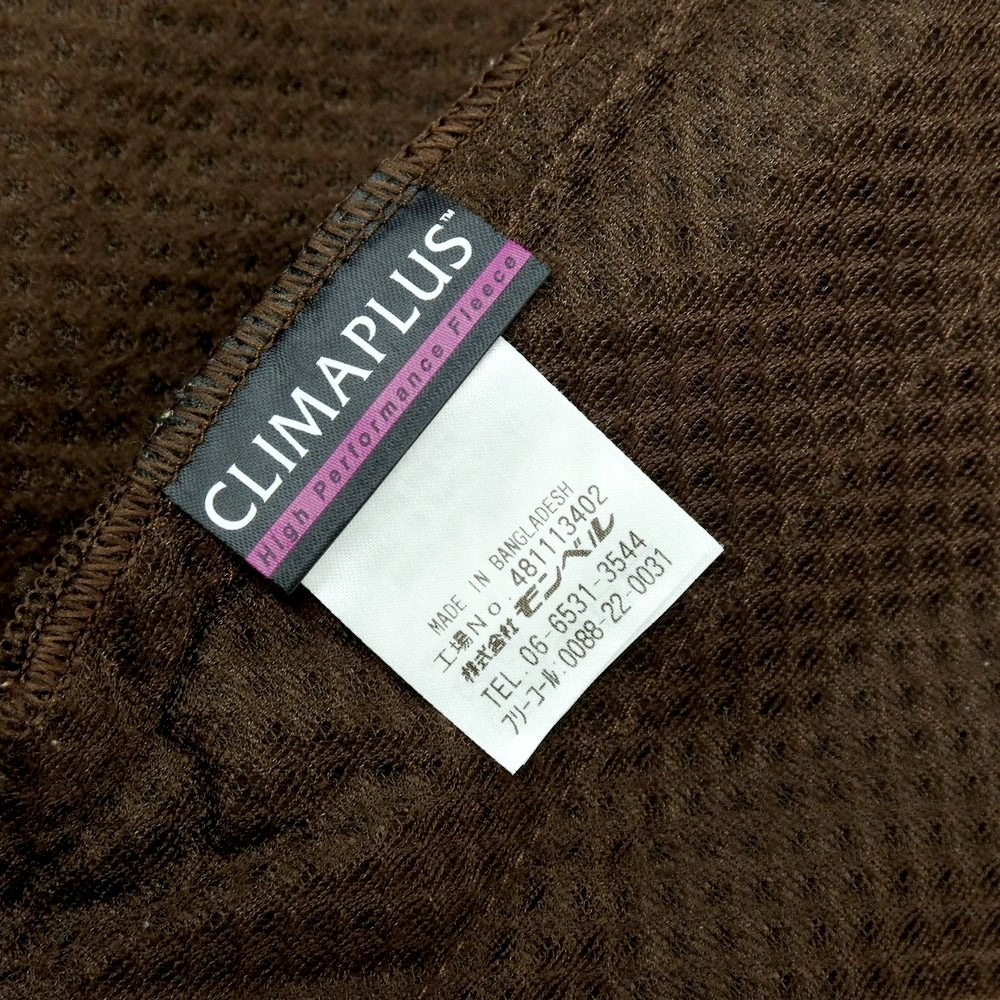 CLIMAPLUS™
High Performance Fleece
MADE IN BANGLADESH
工場No. 481113402
株式会社 モンベル
TEL. 06-6531-3544
フリーコール: 0088-22-0031